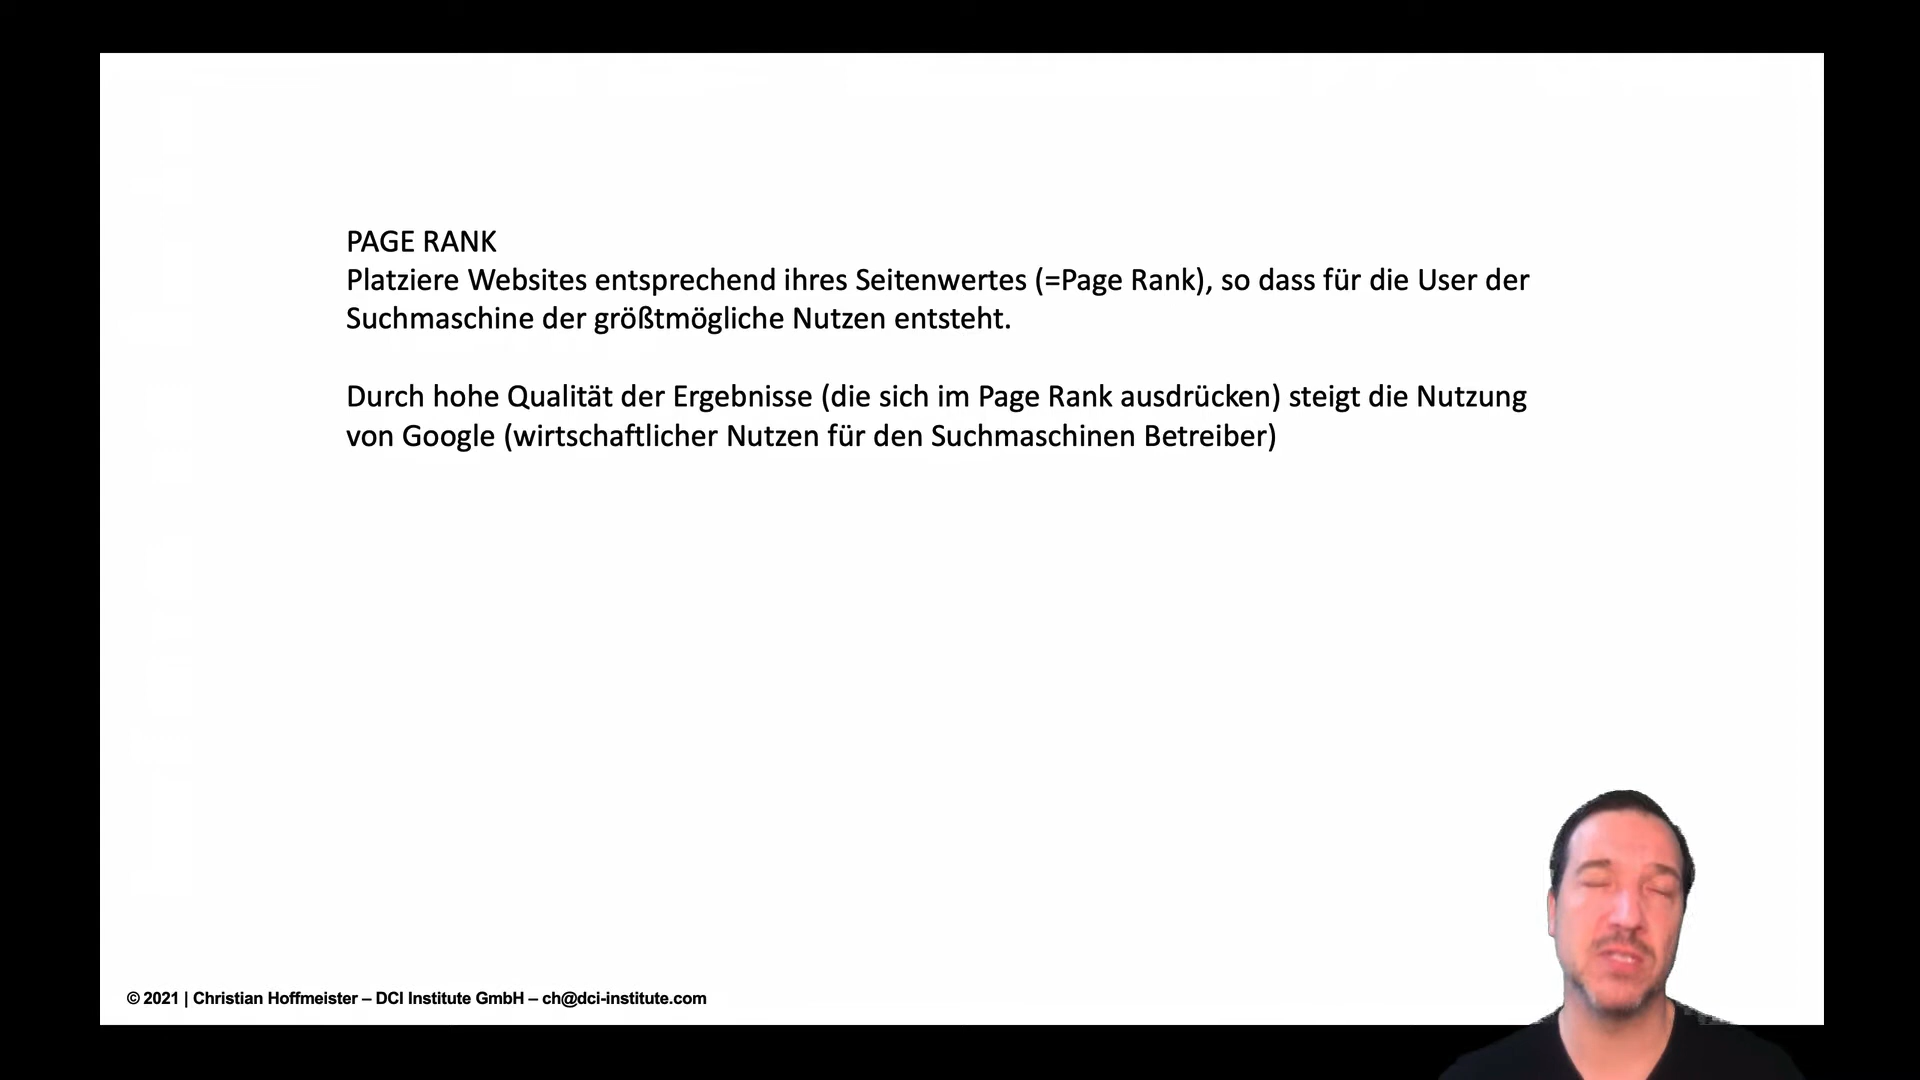 PAGE RANK
Platziere Websites entsprechend ihres Seitenwertes (=Page Rank), so dass für die User der
Suchmaschine der größtmögliche Nutzen entsteht.
Durch hohe Qualität der Ergebnisse (die sich im Page Rank ausdrücken) steigt die Nutzung
von Google (wirtschaftlicher Nutzen für den Suchmaschinen Betreiber)
© 2021 | Christian Hoffmeister – DCI Institute GmbH – ch@dci-institute.com